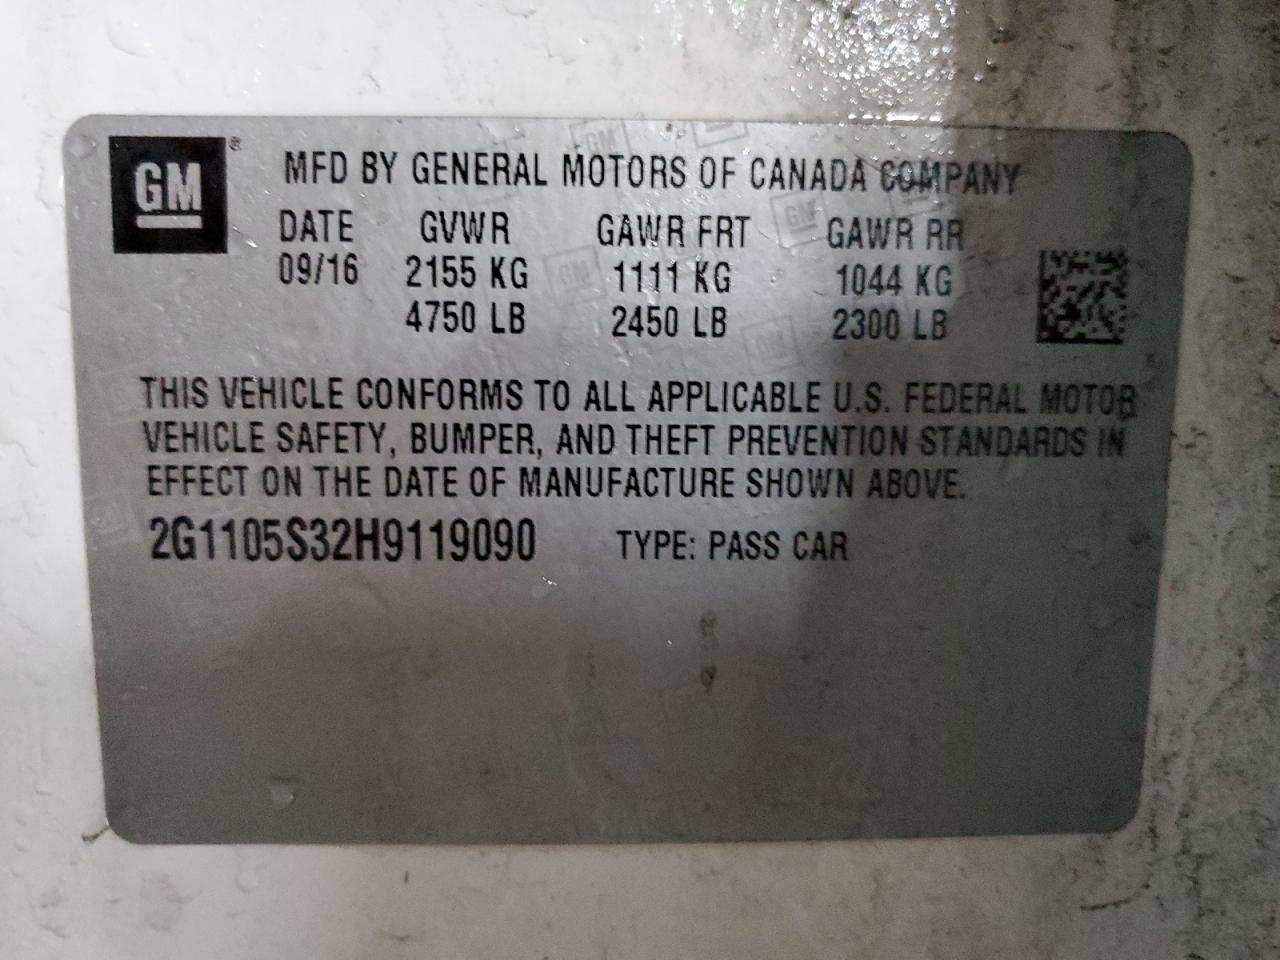 GM ®
MFD BY GENERAL MOTORS OF CANADA COMPANY
DATE GVWR GAWR FRT GAWR RR
09/16 2155 KG 1111 KG 1044 KG
4750 LB 2450 LB 2300 LB
THIS VEHICLE CONFORMS TO ALL APPLICABLE U.S. FEDERAL MOTOR
VEHICLE SAFETY, BUMPER, AND THEFT PREVENTION STANDARDS IN
EFFECT ON THE DATE OF MANUFACTURE SHOWN ABOVE.
2G1105S32H9119090 TYPE: PASS CAR